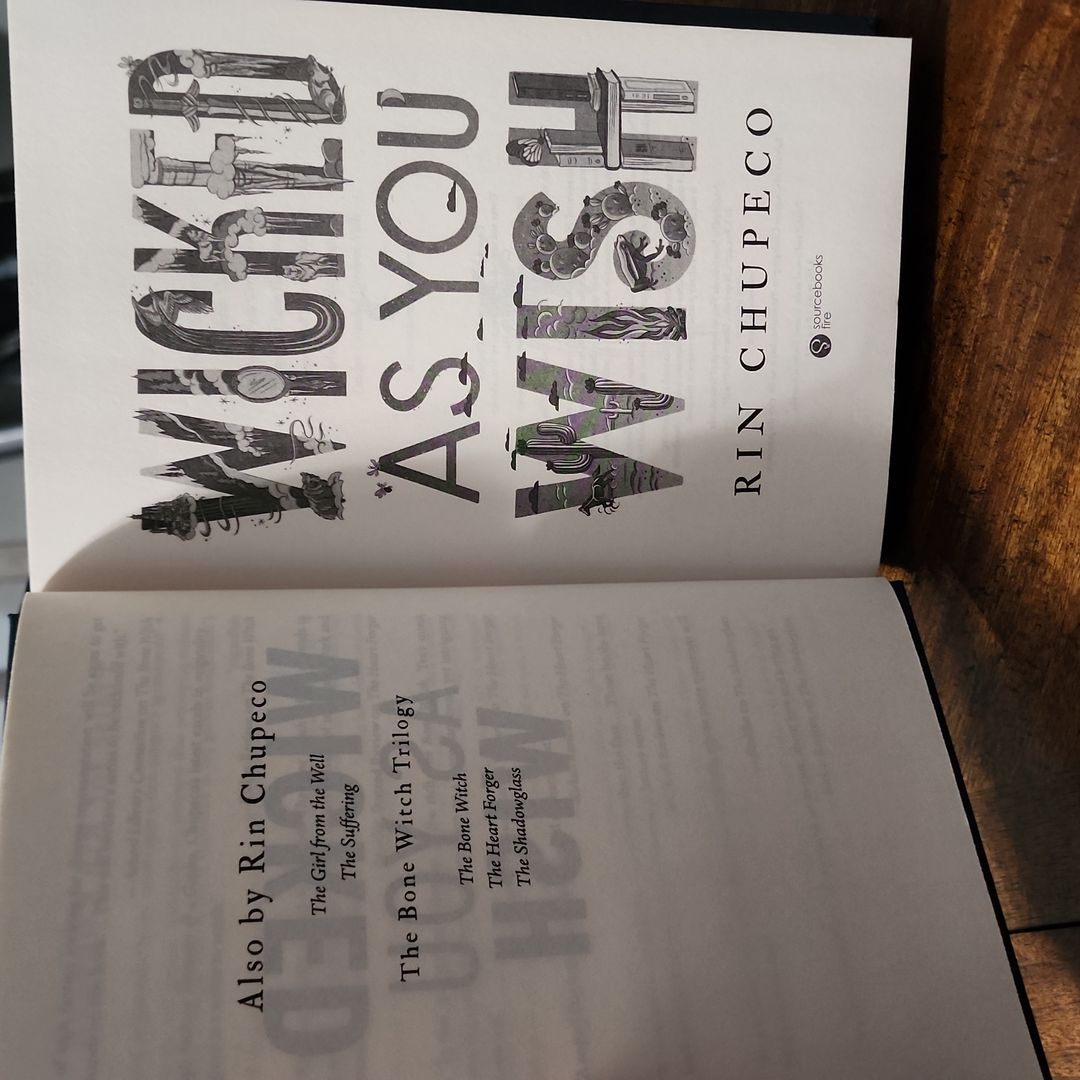 Also by Rin Chupeco
The Girl from the Well
The Suffering
The Bone Witch Trilogy
The Bone Witch
The Heart Forger
The Shadowglass
WICKED
AS YOU
WISH
RIN CHUPECO
sourcebooks
fire